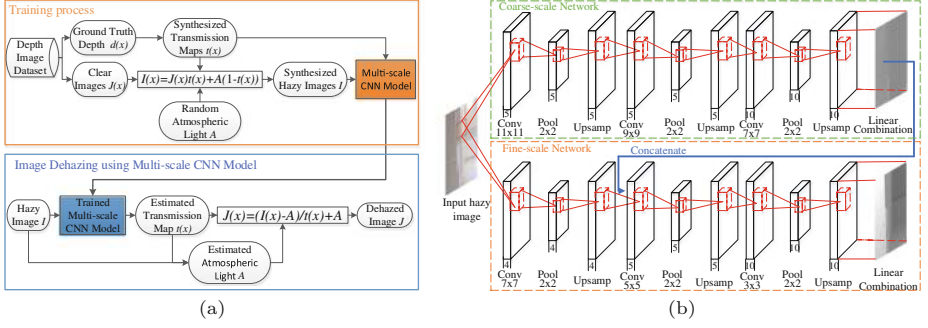 Training process
Depth
Image
Dataset
Ground Truth
Depth d(x)
Clear
Images J(x)
Synthesized
Transmission
Maps t(x)
I(x)=J(x)t(x)+A(1-t(x))
Random
Atmospheric
Light A
Synthesized
Hazy Images I
Multi-scale
CNN Model
Image Dehazing using Multi-scale CNN Model
Hazy
Image I
Trained
Multi-scale
CNN Model
Estimated
Transmission
Map t(x)
J(x)=(I(x)-A)/t(x)+A
Estimated
Atmospheric
Light A
Dehazed
Image J
(a)
Coarse-scale Network
5
5
5
5
5
5
10
10
10
Conv
11x11
Pool
2x2
Upsamp
Conv
9x9
Pool
2x2
Upsamp
Conv
7x7
Pool
2x2
Upsamp
Linear
Combination
Input hazy
image
Fine-scale Network
Concatenate
4
4
5
5
5
10
10
10
Conv
7x7
Pool
2x2
Upsamp
Conv
5x5
Pool
2x2
Upsamp
Conv
3x3
Pool
2x2
Upsamp
Linear
Combination
(b)